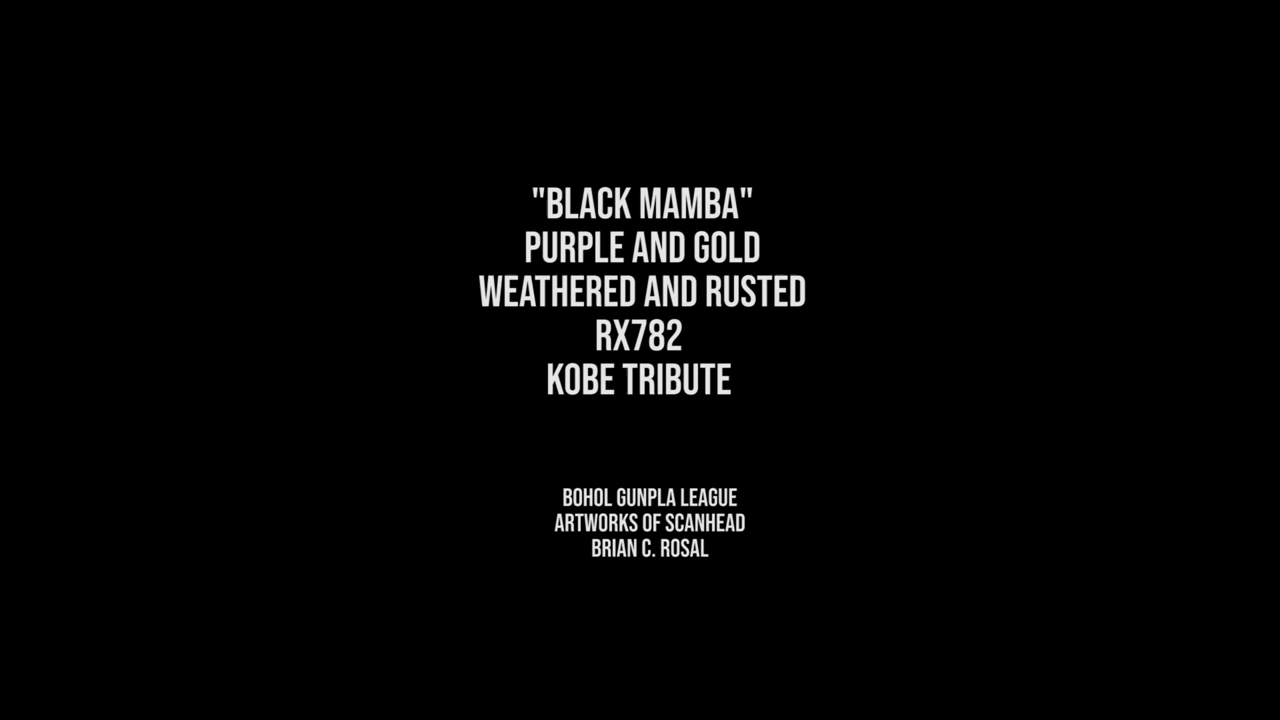 "BLACK MAMBA"
PURPLE AND GOLD
WEATHERED AND RUSTED
RX782
KOBE TRIBUTE
BOHOL GUNPLA LEAGUE
ARTWORKS OF SCANHEAD
BRIAN C. ROSAL